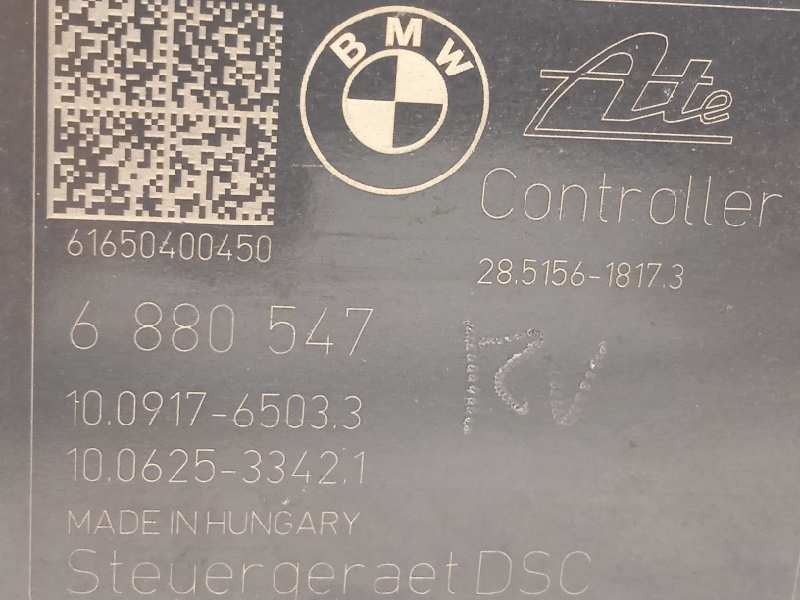 BMW
Ate
Controller
61650400450
28.5156-1817.3
6 880 547
10.0917-6503.3
10.0625-3342.1
MADE IN HUNGARY
Steuergeraet DSC